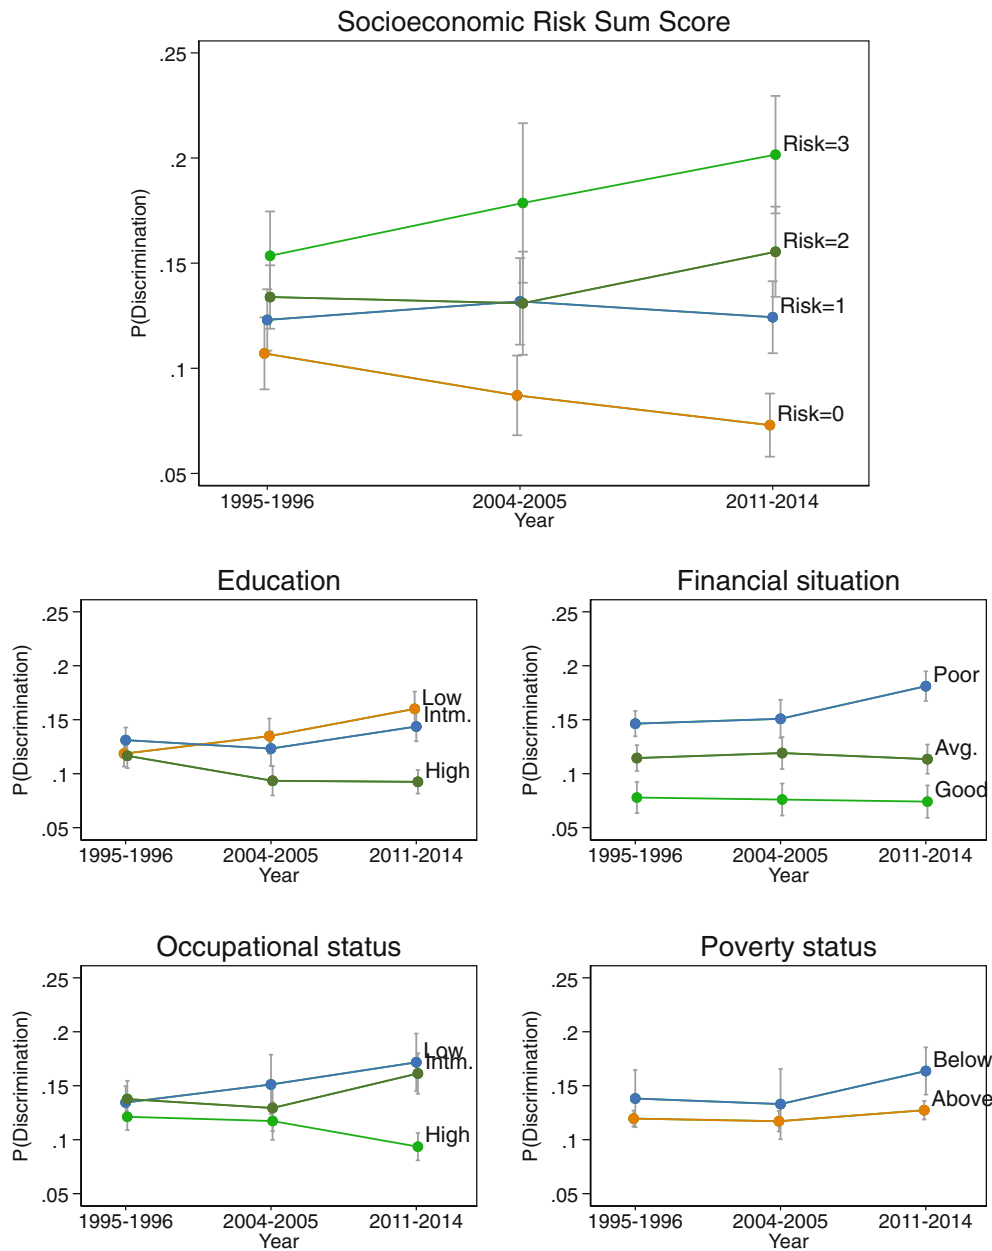 Socioeconomic Risk Sum Score
.25
.2
.15
.1
.05
P(Discrimination)
Risk=3
Risk=2
Risk=1
Risk=0
1995-1996 2004-2005 2011-2014
Year
Education
.25
.2
.15
.1
.05
P(Discrimination)
Low
Intm.
High
1995-1996 2004-2005 2011-2014
Year
Financial situation
.25
.2
.15
.1
.05
P(Discrimination)
Poor
Avg.
Good
1995-1996 2004-2005 2011-2014
Year
Occupational status
.25
.2
.15
.1
.05
P(Discrimination)
Low
Intm.
High
1995-1996 2004-2005 2011-2014
Year
Poverty status
.25
.2
.15
.1
.05
P(Discrimination)
Below
Above
1995-1996 2004-2005 2011-2014
Year